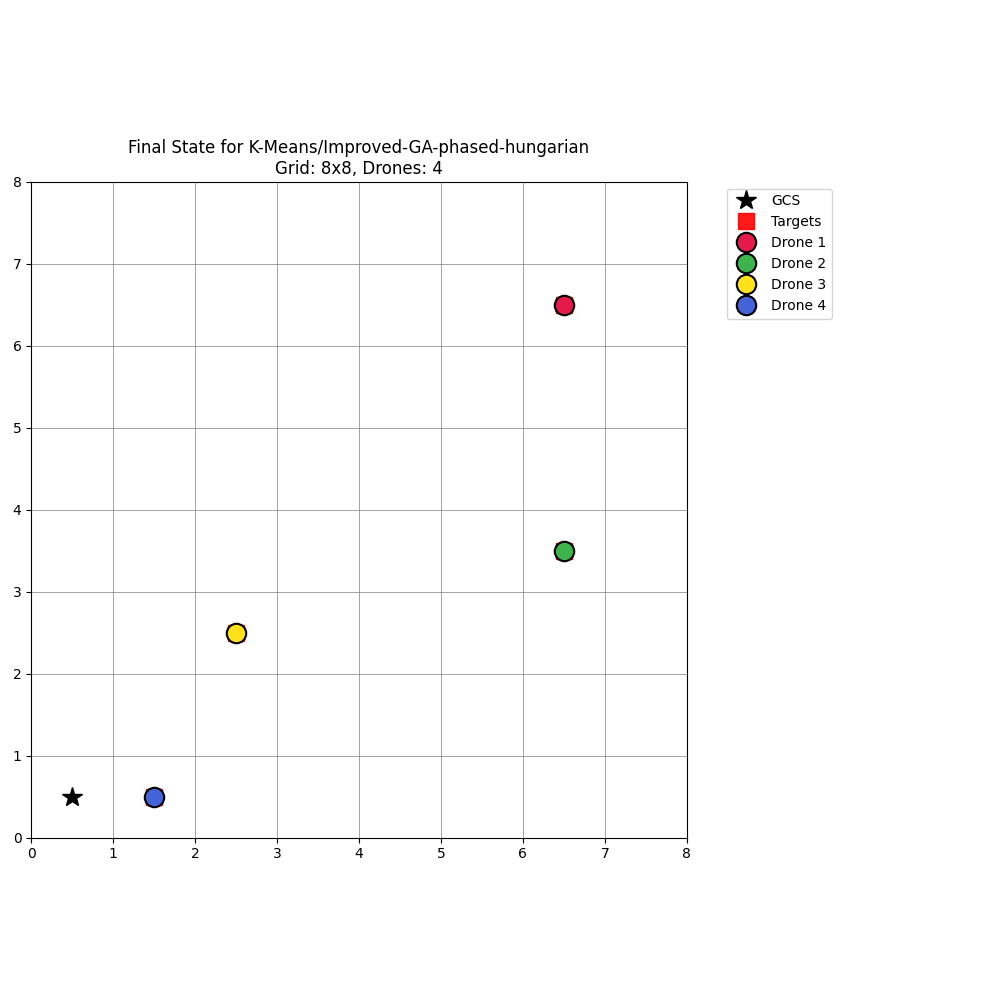 Final State for K-Means/Improved-GA-phased-hungarian
Grid: 8x8, Drones: 4
8
7
6
5
4
3
2
1
0
0 1 2 3 4 5 6 7 8
GCS
Targets
Drone 1
Drone 2
Drone 3
Drone 4